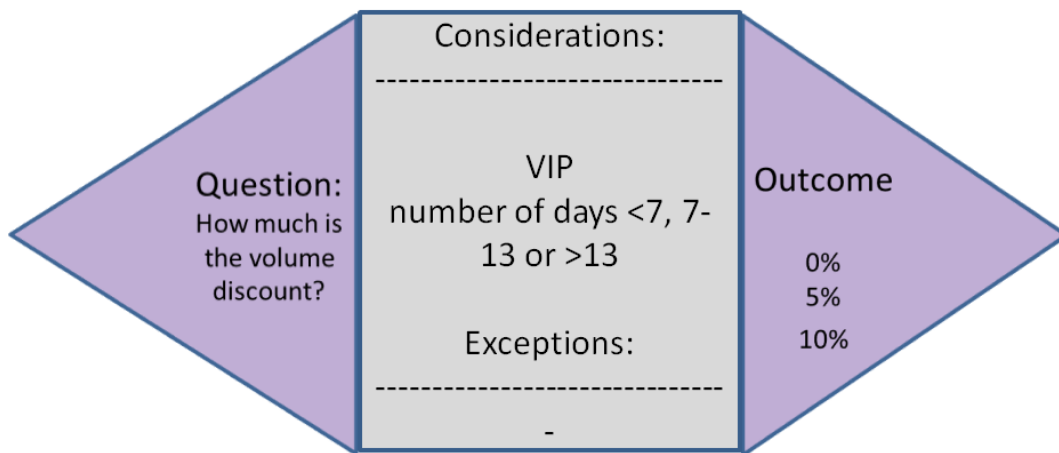 Question:
How much is
the volume
discount?
Considerations:
-------------------------------
VIP
number of days <7, 7-
13 or >13
Exceptions:
-------------------------------
-
Outcome
0%
5%
10%